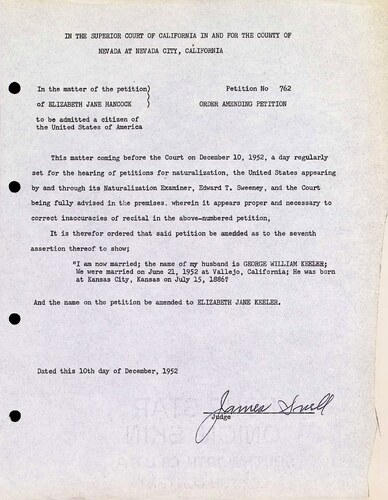 IN THE SUPERIOR COURT OF CALIFORNIA IN AND FOR THE COUNTY OF
NEVADA AT NEVADA CITY, CALIFORNIA
In the matter of the petition) Petition No 762
of ELIZABETH JANE HANCOCK ) ORDER AMENDING PETITION
to be admitted a citizen of
the United States of America
This matter coming before the Court on December 10, 1952, a day regularly
set for the hearing of petitions for naturalization, the United States appearing
by and through its Naturalization Examiner, Edward T. Sweeney, and the Court
being fully advised in the premises. wherein it appears proper and necessary to
correct inaccuracies of recital in the above-numbered petition,
It is therefor ordered that said petition be amended as to the seventh
assertion thereof to show;
"I am now married; the name of my husband is GEORGE WILLIAM KEELER;
We were married on June 21, 1952 at Vallejo, California; He was born
at Kansas City, Kansas on July 15, 1886?
And the name on the petition be amended to ELIZABETH JANE KEELER.
Dated this 10th day of December, 1952
James Snell
Judge